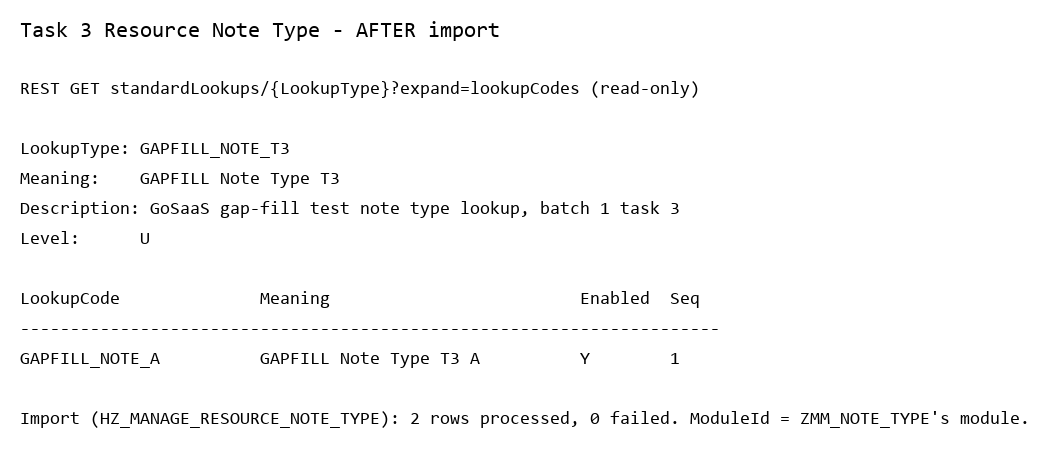 Task 3 Resource Note Type - AFTER import
REST GET standardLookups/{LookupType}?expand=lookupCodes (read-only)
LookupType: GAPFILL_NOTE_T3
Meaning:    GAPFILL Note Type T3
Description: GoSaaS gap-fill test note type lookup, batch 1 task 3
Level:      U
LookupCode              Meaning                         Enabled  Seq
----------------------------------------------------------------------
GAPFILL_NOTE_A          GAPFILL Note Type T3 A          Y        1
Import (HZ_MANAGE_RESOURCE_NOTE_TYPE): 2 rows processed, 0 failed. ModuleId = ZMM_NOTE_TYPE's module.